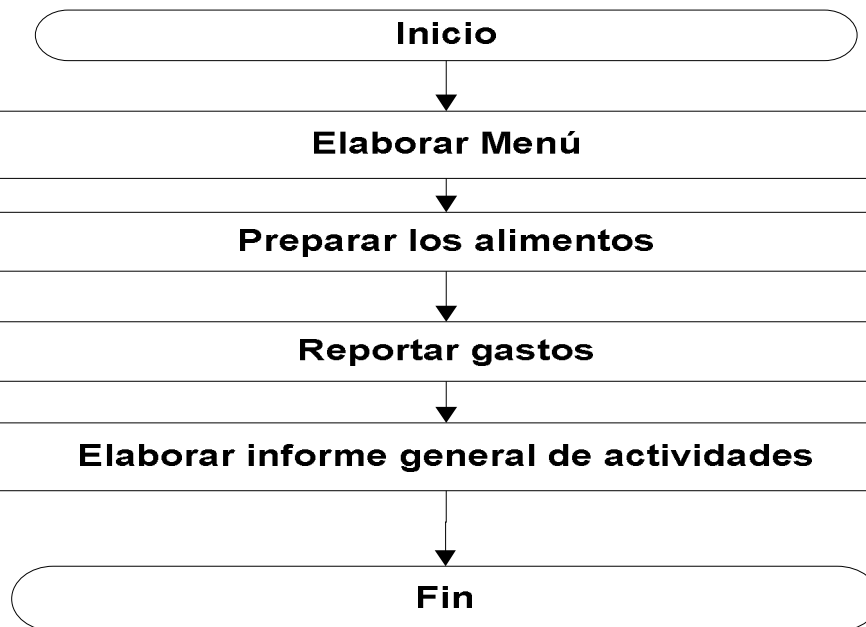 Inicio
Elaborar Menú
Preparar los alimentos
Reportar gastos
Elaborar informe general de actividades
Fin